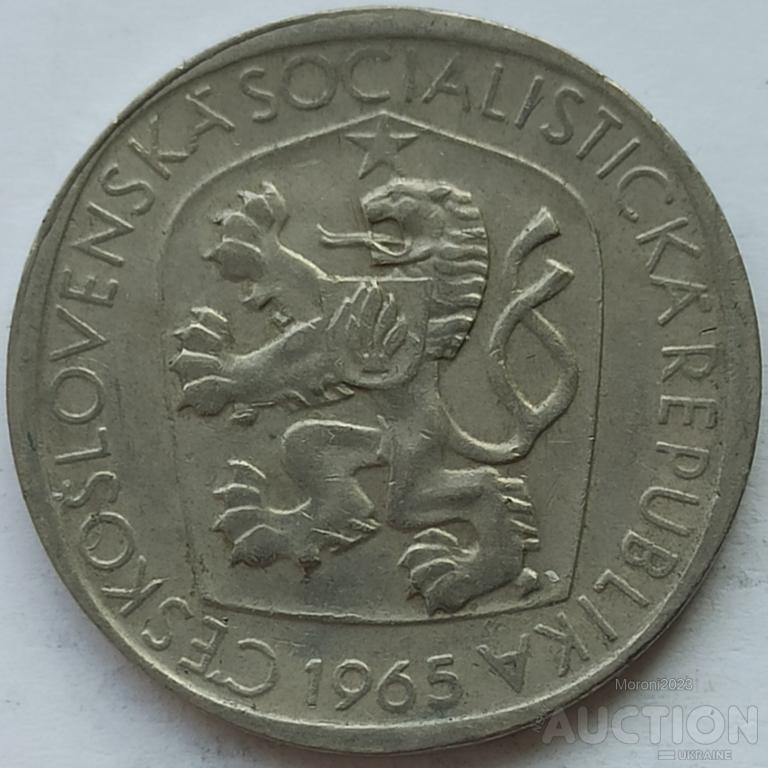 ČESKOSLOVENSKÁ SOCIALISTICKÁ REPUBLIKA
1965
Moroni2023
AUCTION
UKRAINE